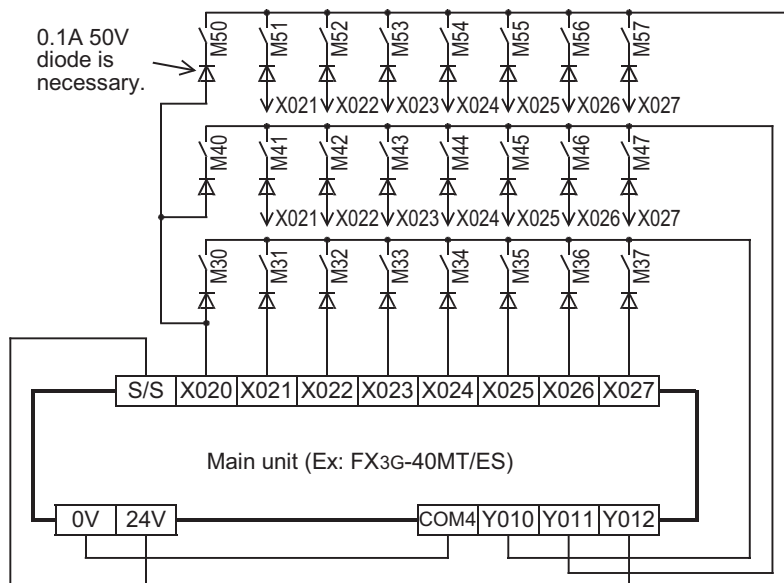 M50 M51 M52 M53 M54 M55 M56 M57
0.1A 50V
diode is
necessary.
X021 X022 X023 X024 X025 X026 X027
M40 M41 M42 M43 M44 M45 M46 M47
X021 X022 X023 X024 X025 X026 X027
M30 M31 M32 M33 M34 M35 M36 M37
S/S X020 X021 X022 X023 X024 X025 X026 X027
Main unit (Ex: FX3G-40MT/ES)
0V 24V COM4 Y010 Y011 Y012